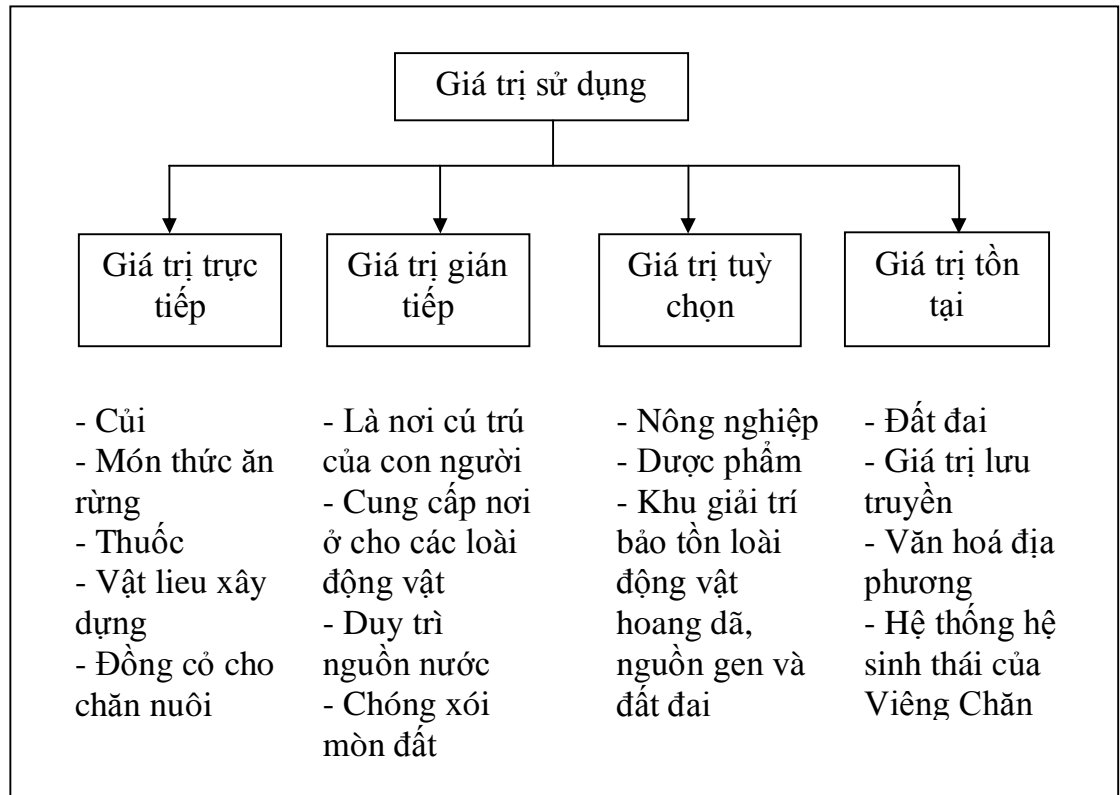 Giá trị sử dụng
Giá trị trực
tiếp
Giá trị gián
tiếp
Giá trị tuỳ
chọn
Giá trị tồn
tại
- Củi
- Món thức ăn
rừng
- Thuốc
- Vật lieu xây
dựng
- Đồng cỏ cho
chăn nuôi
- Là nơi cú trú
của con người
- Cung cấp nơi
ở cho các loài
động vật
- Duy trì
nguồn nước
- Chóng xói
mòn đất
- Nông nghiệp
- Dược phẩm
- Khu giải trí
bảo tồn loài
động vật
hoang dã,
nguồn gen và
đất đai
- Đất đai
- Giá trị lưu
truyền
- Văn hoá địa
phương
- Hệ thống hệ
sinh thái của
Viêng Chăn